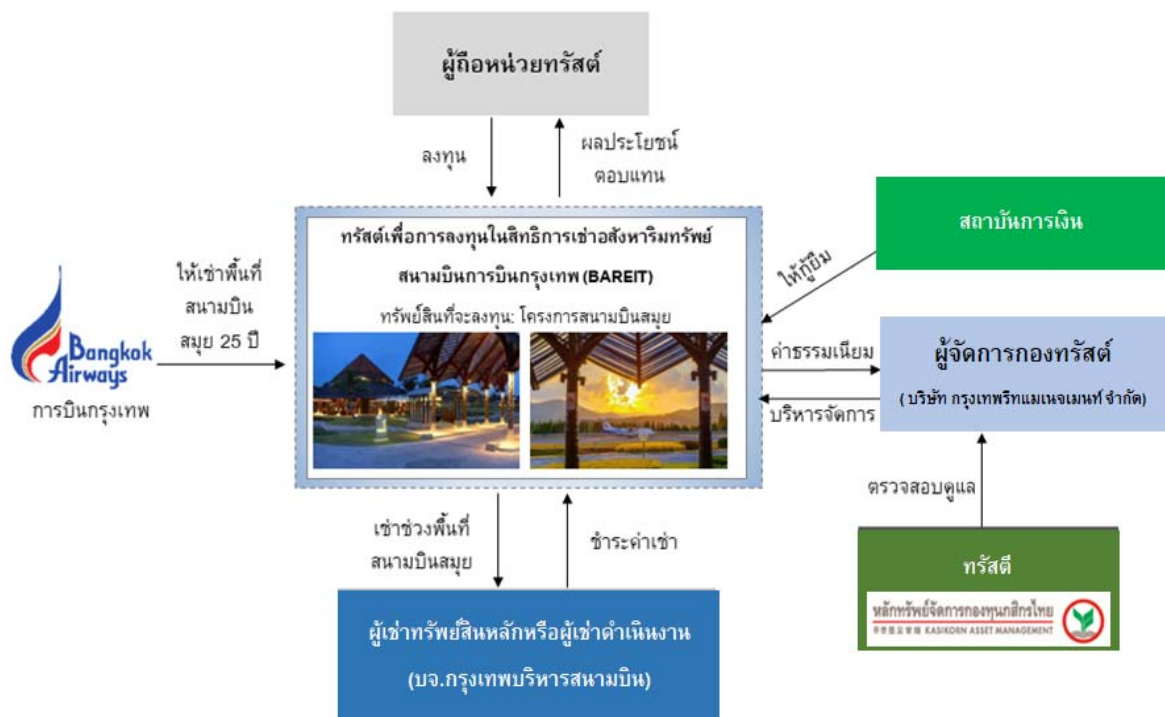 ผู้ถือหน่วยทรัสต์
ลงทุน
ผลประโยชน์
ตอบแทน
ทรัสต์เพื่อการลงทุนในสิทธิการเช่าอสังหาริมทรัพย์
สนามบินการบินกรุงเทพ (BAREIT)
ทรัพย์สินที่จะลงทุน: โครงการสนามบินสมุย
Bangkok
Airways
การบินกรุงเทพ
ให้เช่าพื้นที่
สนามบิน
สมุย 25 ปี
สถาบันการเงิน
ให้กู้ยืม
ค่าธรรมเนียม
บริหารจัดการ
ผู้จัดการกองทรัสต์
( บริษัท กรุงเทพรีทแมเนจเมนท์ จำกัด)
ตรวจสอบดูแล
ทรัสตี
หลักทรัพย์จัดการกองทุนกสิกรไทย
KASIKORN ASSET MANAGEMENT
เช่าช่วงพื้นที่
สนามบินสมุย
ชำระค่าเช่า
ผู้เช่าทรัพย์สินหลักหรือผู้เช่าดำเนินงาน
(บจ.กรุงเทพบริหารสนามบิน)